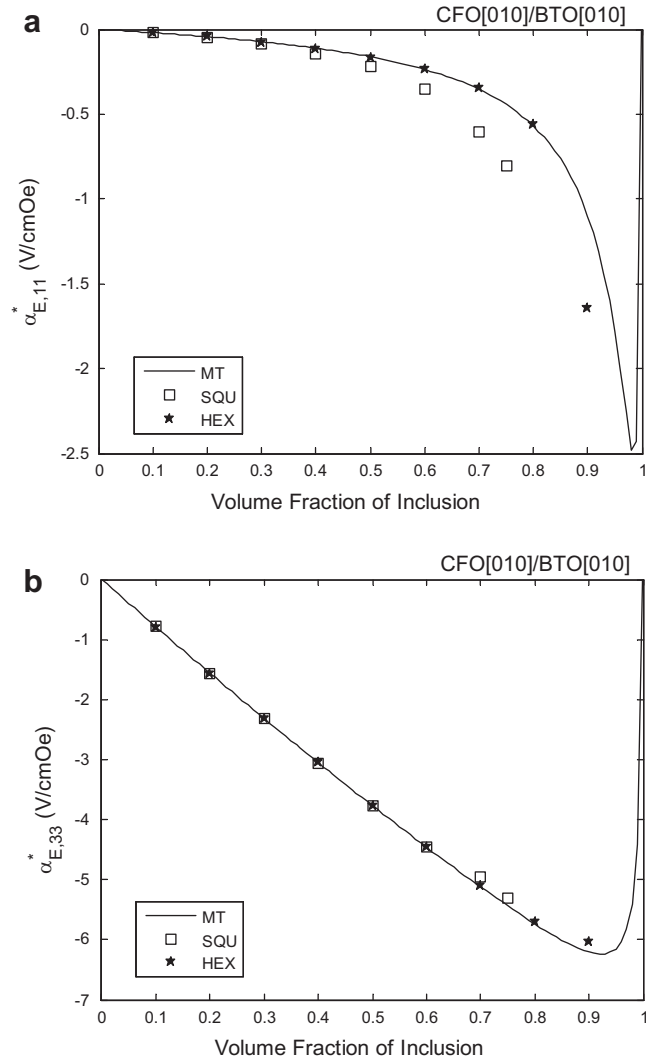 a
CFO[010]/BTO[010]
0
-0.5
-1
-1.5
-2
-2.5
α*E,11 (V/cmOe)
MT
SQU
HEX
0 0.1 0.2 0.3 0.4 0.5 0.6 0.7 0.8 0.9 1
Volume Fraction of Inclusion
b
CFO[010]/BTO[010]
0
-1
-2
-3
-4
-5
-6
-7
α*E,33 (V/cmOe)
MT
SQU
HEX
0 0.1 0.2 0.3 0.4 0.5 0.6 0.7 0.8 0.9 1
Volume Fraction of Inclusion